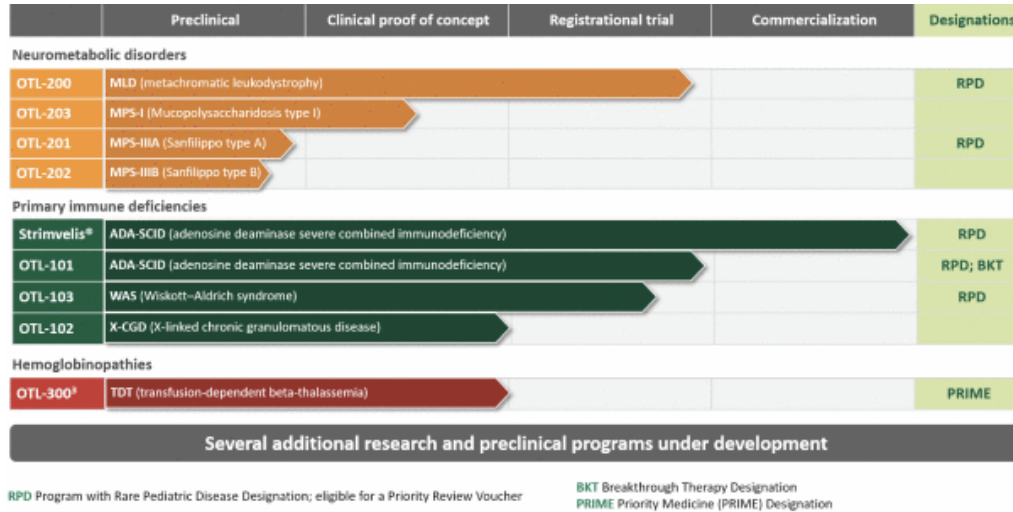 Preclinical Clinical proof of concept Registrational trial Commercialization Designations
Neurometabolic disorders
OTL-200 MLD (metachromatic leukodystrophy) RPD
OTL-203 MPS-I (Mucopolysaccharidosis type I)
OTL-201 MPS-IIIA (Sanfilippo type A) RPD
OTL-202 MPS-IIIB (Sanfilippo type B)
Primary immune deficiencies
Strimvelis® ADA-SCID (adenosine deaminase severe combined immunodeficiency) RPD
OTL-101 ADA-SCID (adenosine deaminase severe combined immunodeficiency) RPD; BKT
OTL-103 WAS (Wiskott–Aldrich syndrome) RPD
OTL-102 X-CGD (X-linked chronic granulomatous disease)
Hemoglobinopathies
OTL-300³ TDT (transfusion-dependent beta-thalassemia) PRIME
Several additional research and preclinical programs under development
RPD Program with Rare Pediatric Disease Designation; eligible for a Priority Review Voucher
BKT Breakthrough Therapy Designation
PRIME Priority Medicine (PRIME) Designation